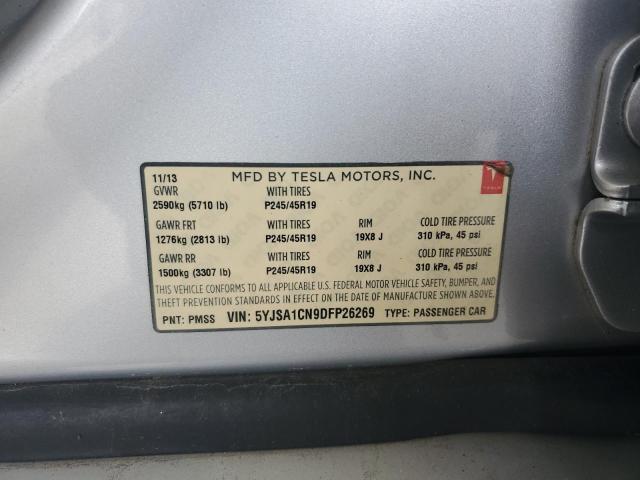 11/13 MFD BY TESLA MOTORS, INC.
GVWR WITH TIRES
2590kg (5710 lb) P245/45R19
GAWR FRT WITH TIRES RIM COLD TIRE PRESSURE
1276kg (2813 lb) P245/45R19 19X8 J 310 kPa, 45 psi
GAWR RR WITH TIRES RIM COLD TIRE PRESSURE
1500kg (3307 lb) P245/45R19 19X8 J 310 kPa, 45 psi
THIS VEHICLE CONFORMS TO ALL APPLICABLE U.S. FEDERAL MOTOR VEHICLE SAFETY, BUMPER, AND
THEFT PREVENTION STANDARDS IN EFFECT ON THE DATE OF MANUFACTURE SHOWN ABOVE.
PNT: PMSS VIN: 5YJSA1CN9DFP26269 TYPE: PASSENGER CAR
TESLA